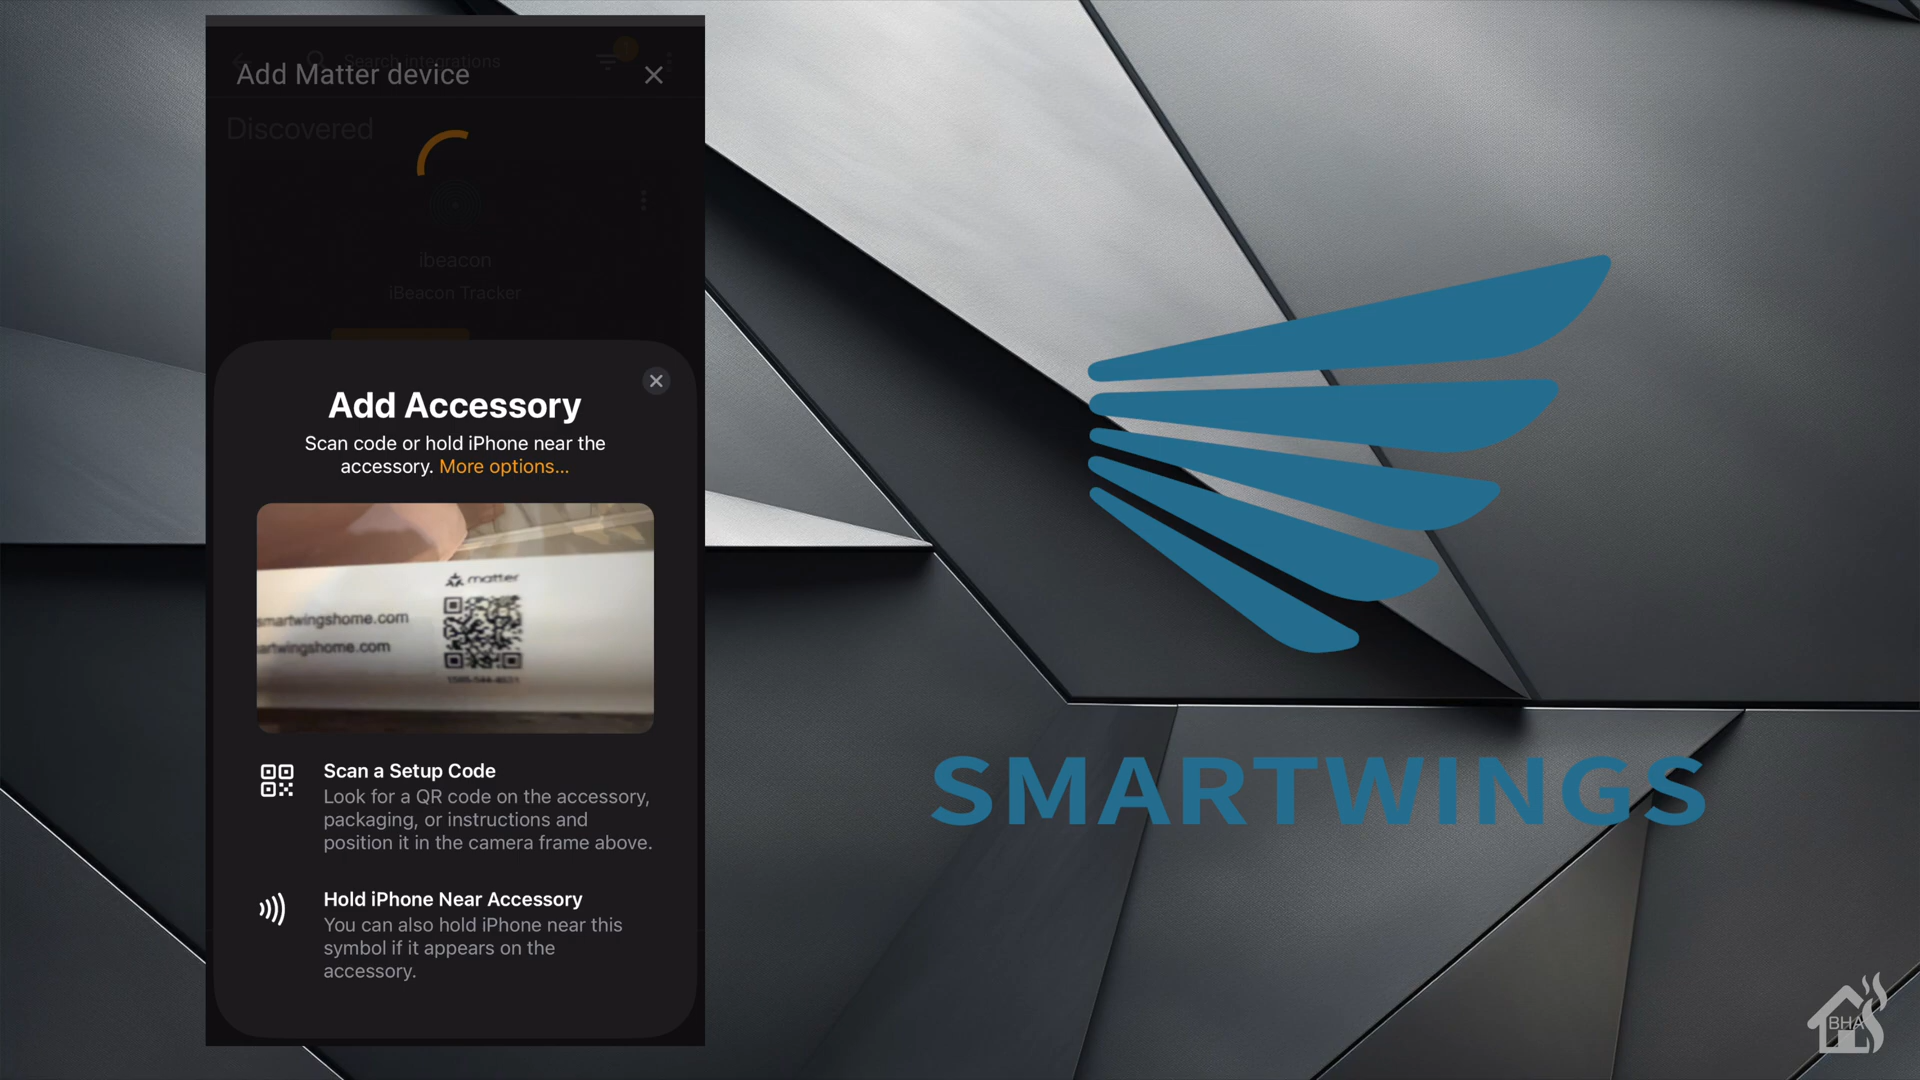 Search integrations
Add Matter device
Discovered
ibeacon
iBeacon Tracker
Add Accessory
Scan code or hold iPhone near the
accessory. More options...
matter
smartwingshome.com
artwingshome.com
Scan a Setup Code
Look for a QR code on the accessory,
packaging, or instructions and
position it in the camera frame above.
Hold iPhone Near Accessory
You can also hold iPhone near this
symbol if it appears on the
accessory.
SMARTWINGS
BHA